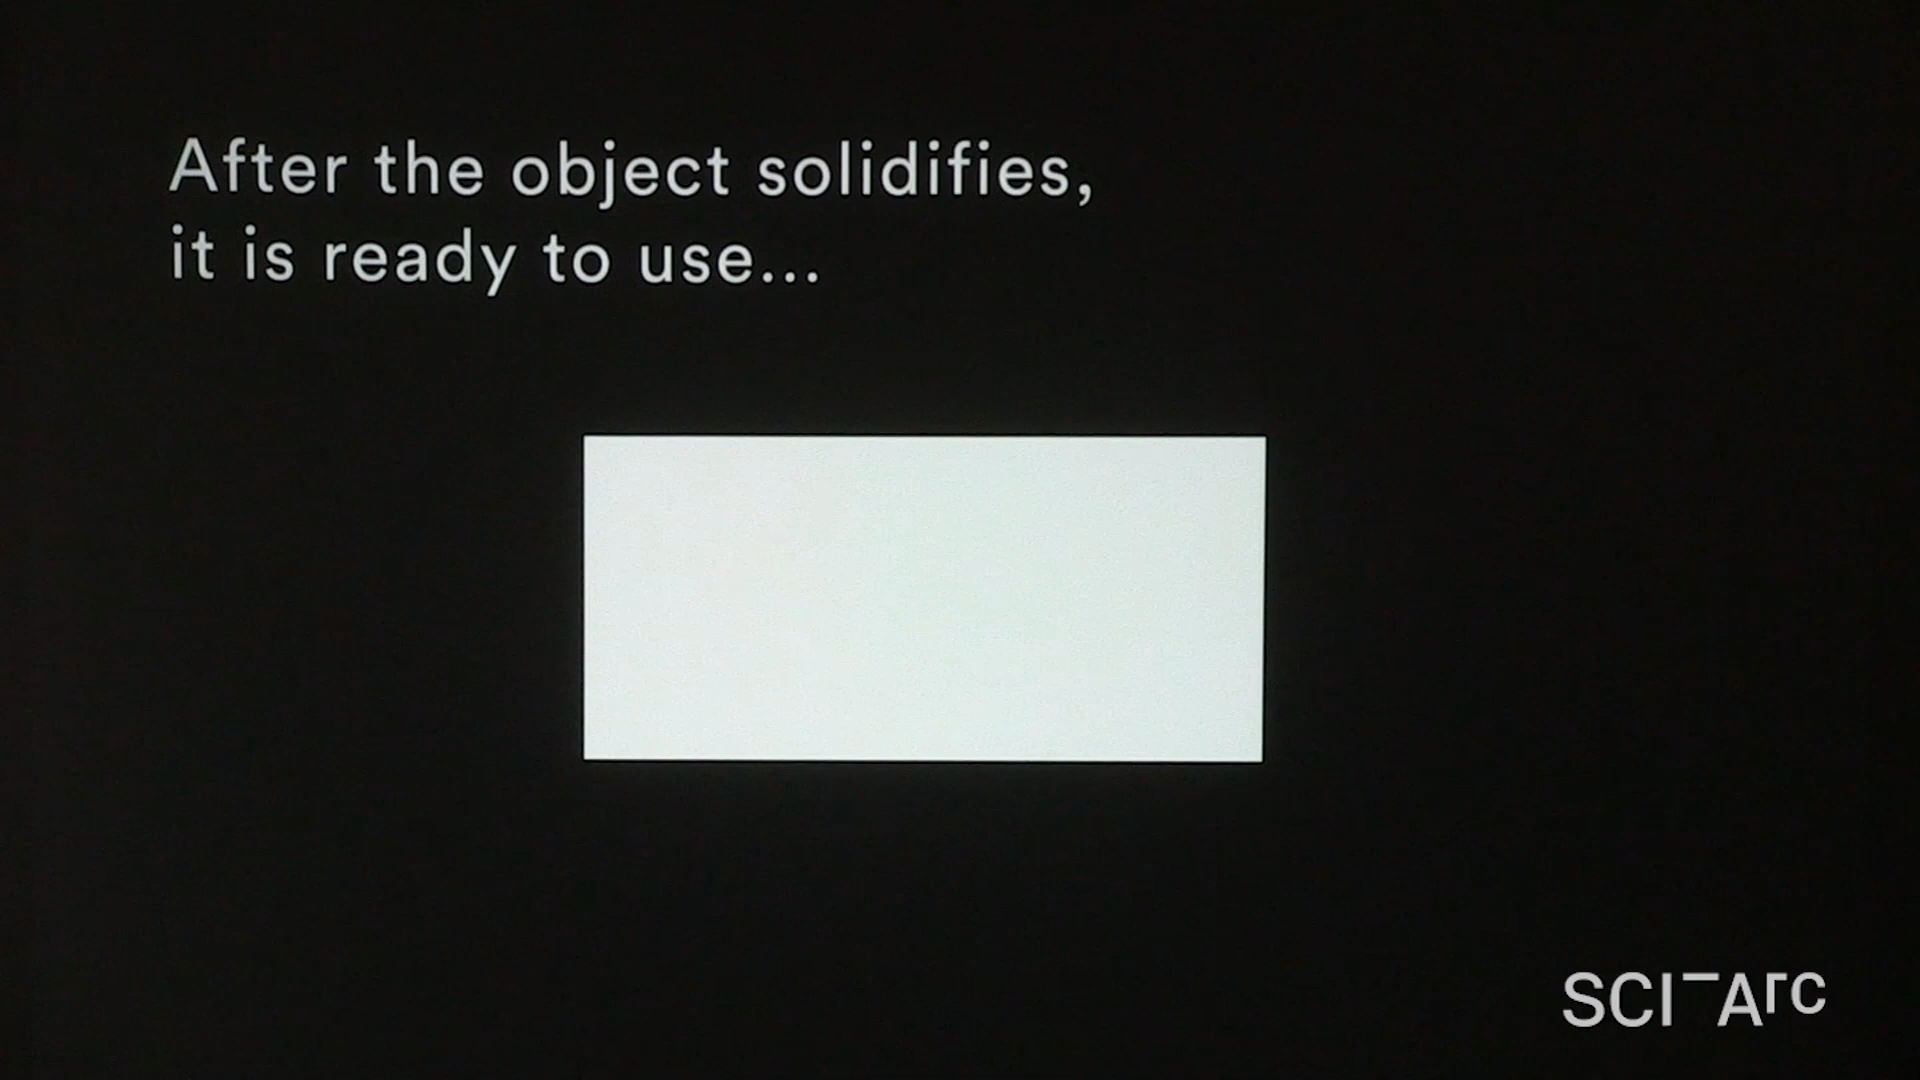 After the object solidifies,
it is ready to use...
SCI-Arc